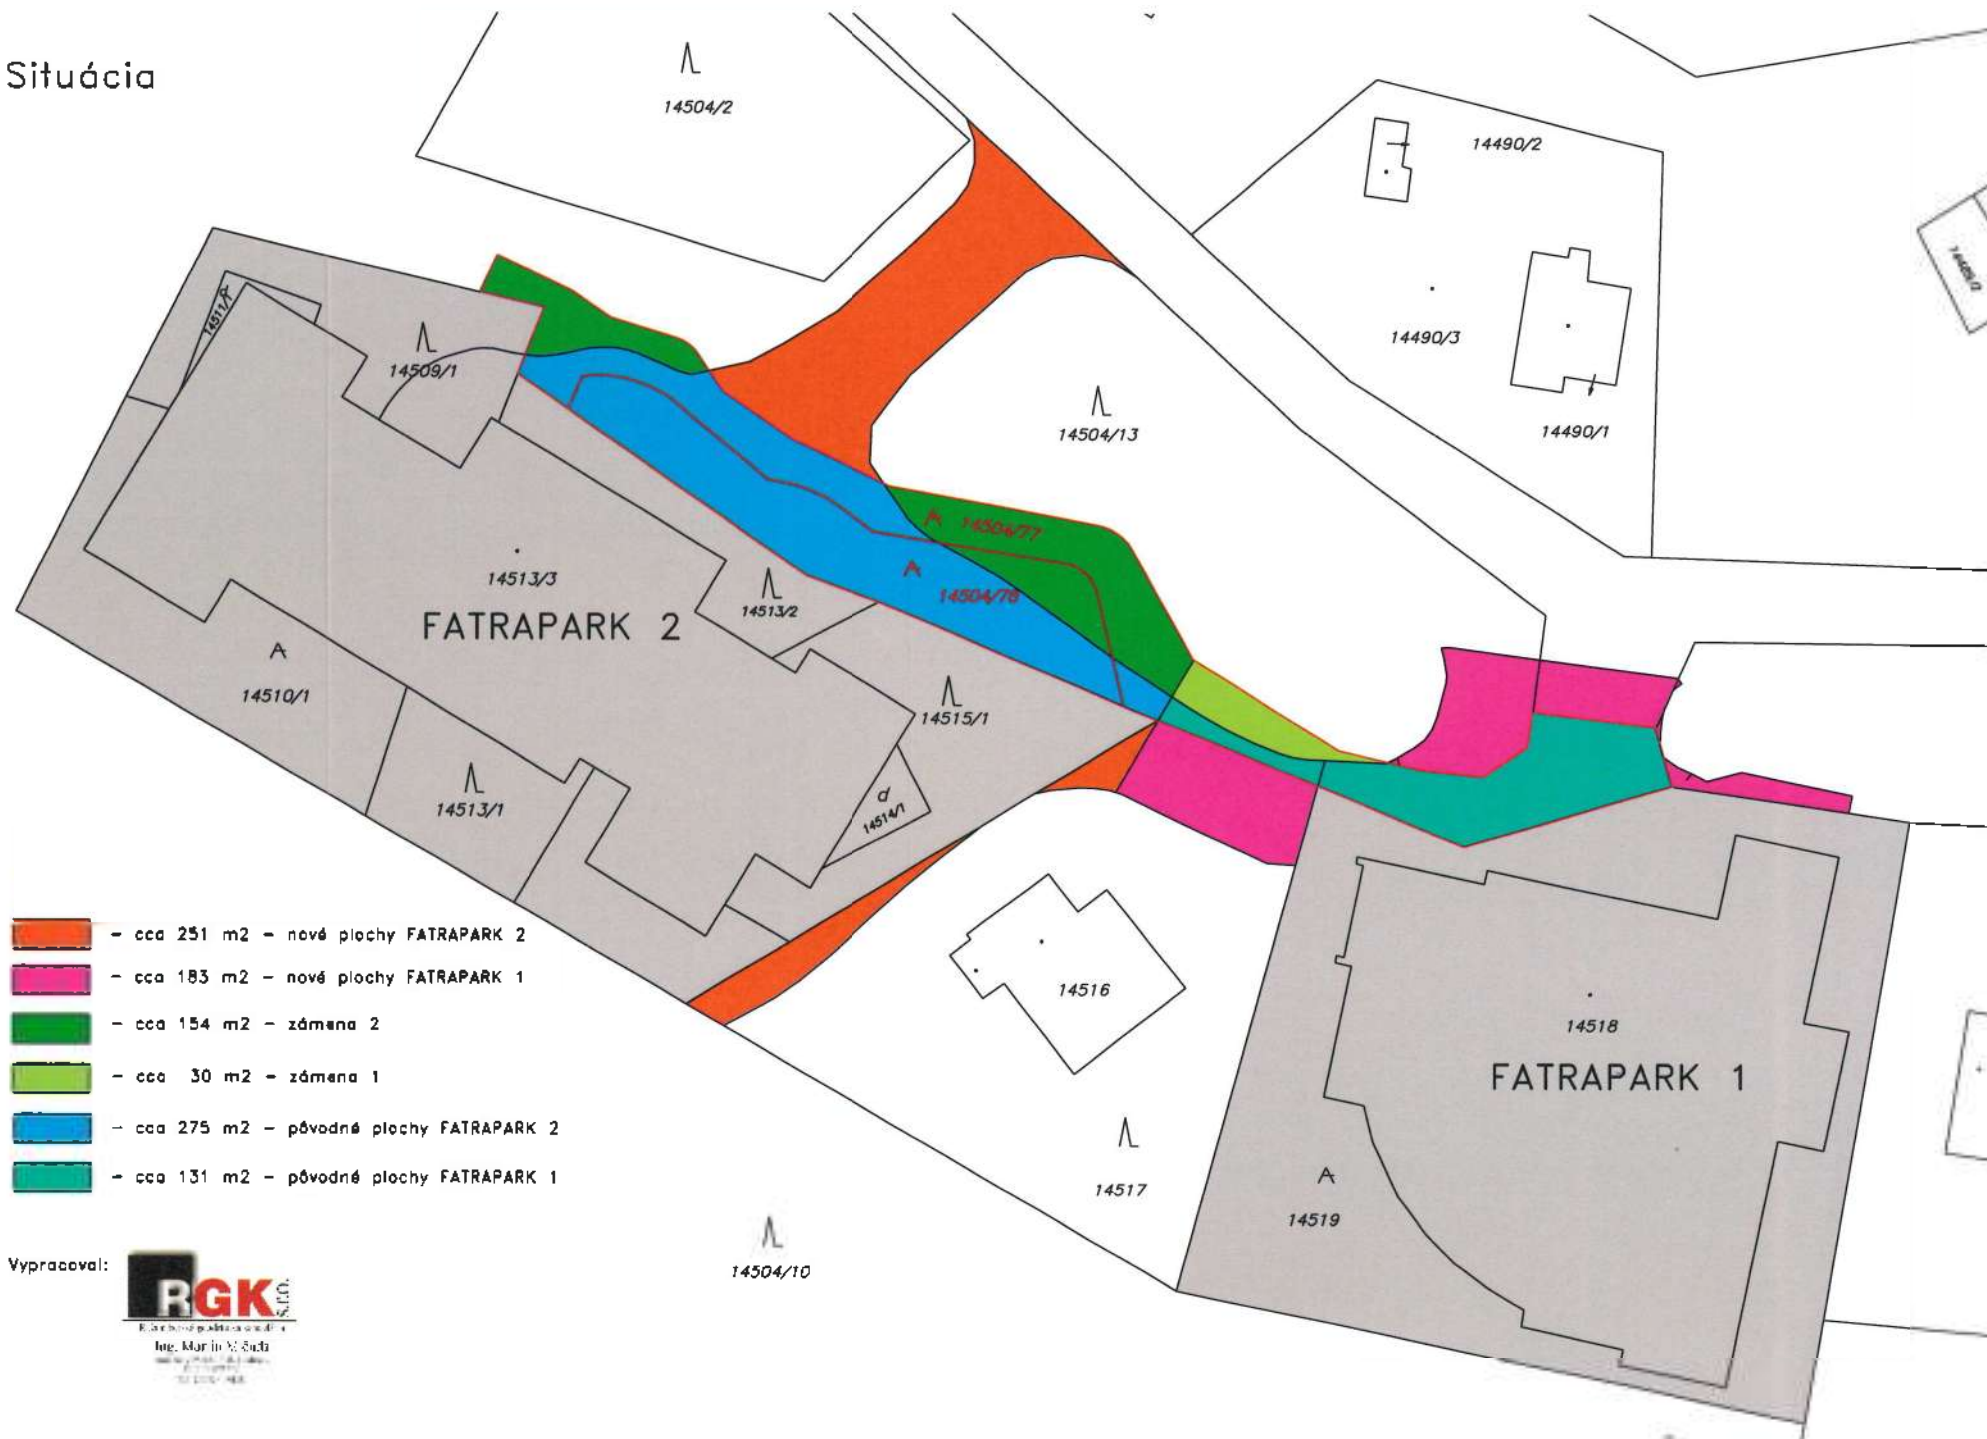 Situácia
14504/2
14490/2
14490/3
14490/1
14511/1
14509/1
14504/13
14504/77
14504/78
14513/3
FATRAPARK 2
14513/2
14510/1
14515/1
14513/1
14514/1
14516
14518
FATRAPARK 1
14517
14519
14504/10
- cca 251 m2 - nové plochy FATRAPARK 2
- cca 183 m2 - nové plochy FATRAPARK 1
- cca 154 m2 - zámena 2
- cca 30 m2 - zámena 1
- cca 275 m2 - pôvodné plochy FATRAPARK 2
- cca 131 m2 - pôvodné plochy FATRAPARK 1
Vypracoval:
RGK s.r.o.
Ing.